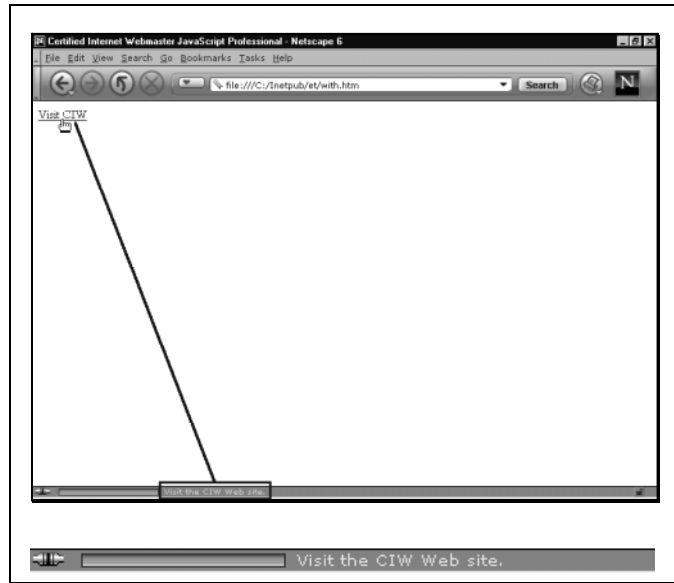 Certified Internet Webmaster JavaScript Professional - Netscape 6
File Edit View Search Go Bookmarks Tasks Help
file:///C:/Inetpub/et/with.htm
Search
N
Visit CIW
Visit the CIW Web site.
Visit the CIW Web site.